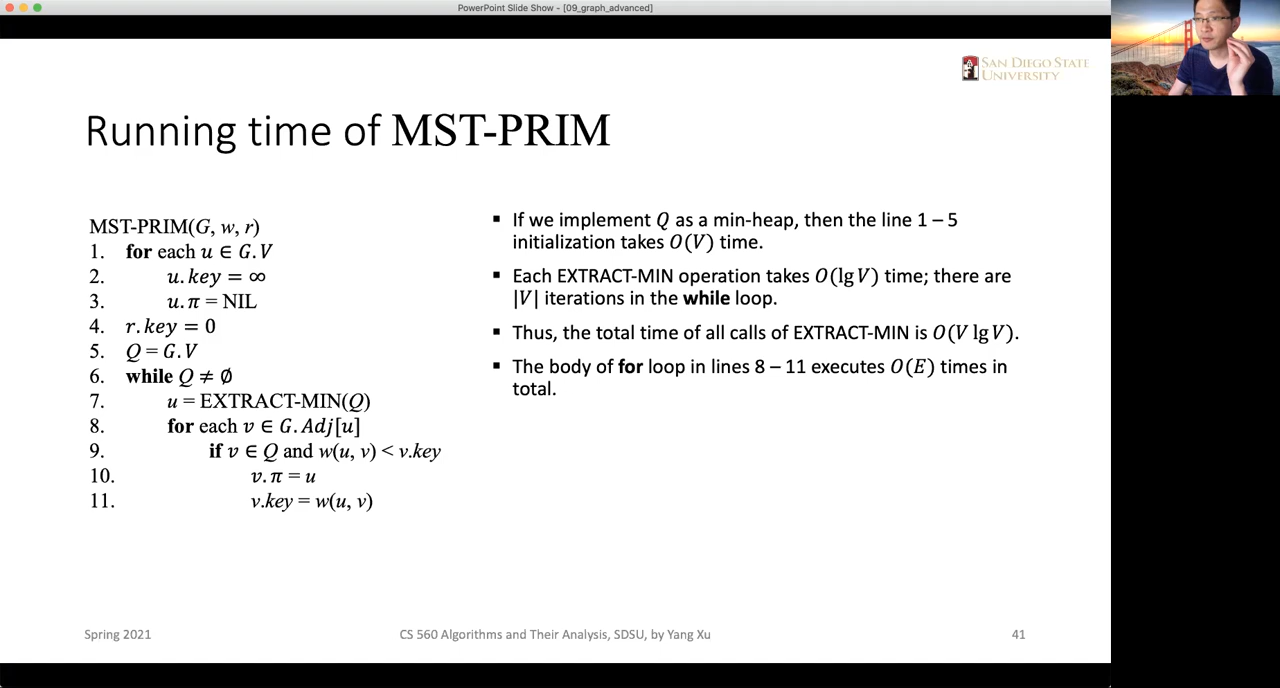 PowerPoint Slide Show - [09_graph_advanced]
SAN DIEGO STATE
UNIVERSITY
Running time of MST-PRIM
MST-PRIM(G, w, r)
1. for each u ∈ G.V
2. u.key = ∞
3. u.π = NIL
4. r.key = 0
5. Q = G.V
6. while Q ≠ ∅
7. u = EXTRACT-MIN(Q)
8. for each v ∈ G.Adj[u]
9. if v ∈ Q and w(u, v) < v.key
10. v.π = u
11. v.key = w(u, v)
▪ If we implement Q as a min-heap, then the line 1 – 5
initialization takes O(V) time.
▪ Each EXTRACT-MIN operation takes O(lg V) time; there are
|V| iterations in the while loop.
▪ Thus, the total time of all calls of EXTRACT-MIN is O(V lg V).
▪ The body of for loop in lines 8 – 11 executes O(E) times in
total.
Spring 2021
CS 560 Algorithms and Their Analysis, SDSU, by Yang Xu
41